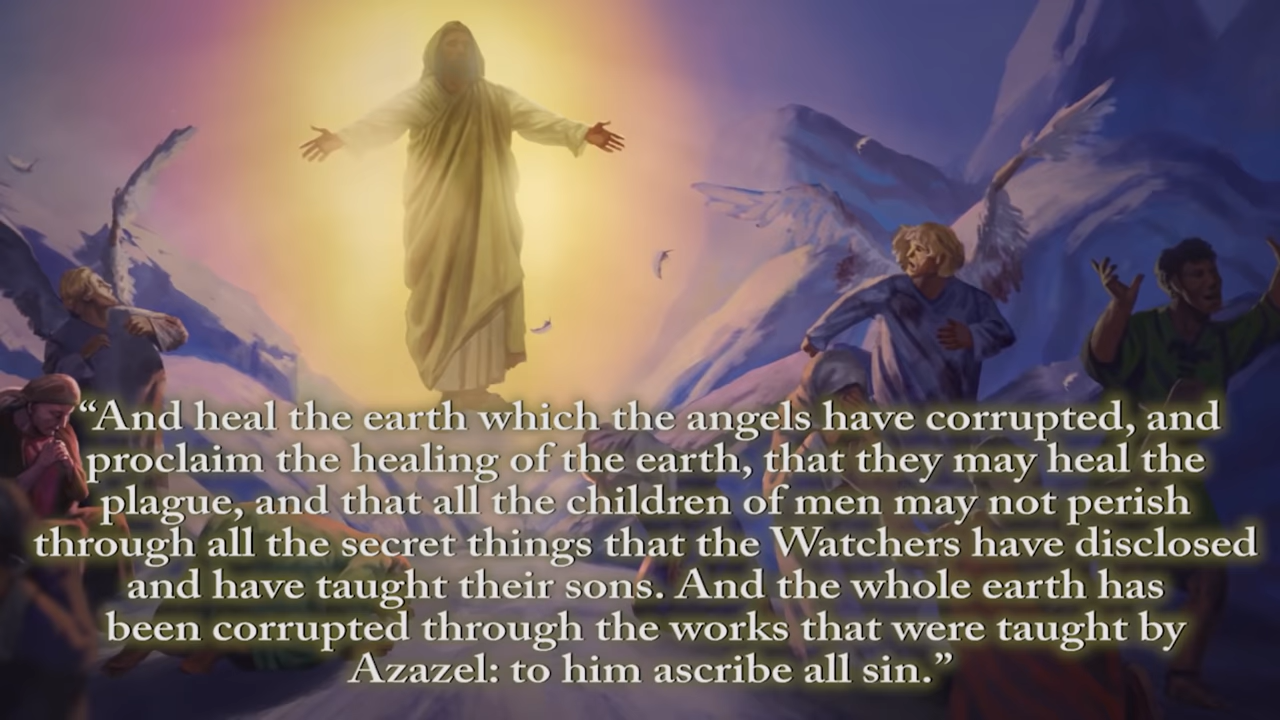 “And heal the earth which the angels have corrupted, and
proclaim the healing of the earth, that they may heal the
plague, and that all the children of men may not perish
through all the secret things that the Watchers have disclosed
and have taught their sons. And the whole earth has
been corrupted through the works that were taught by
Azazel: to him ascribe all sin.”